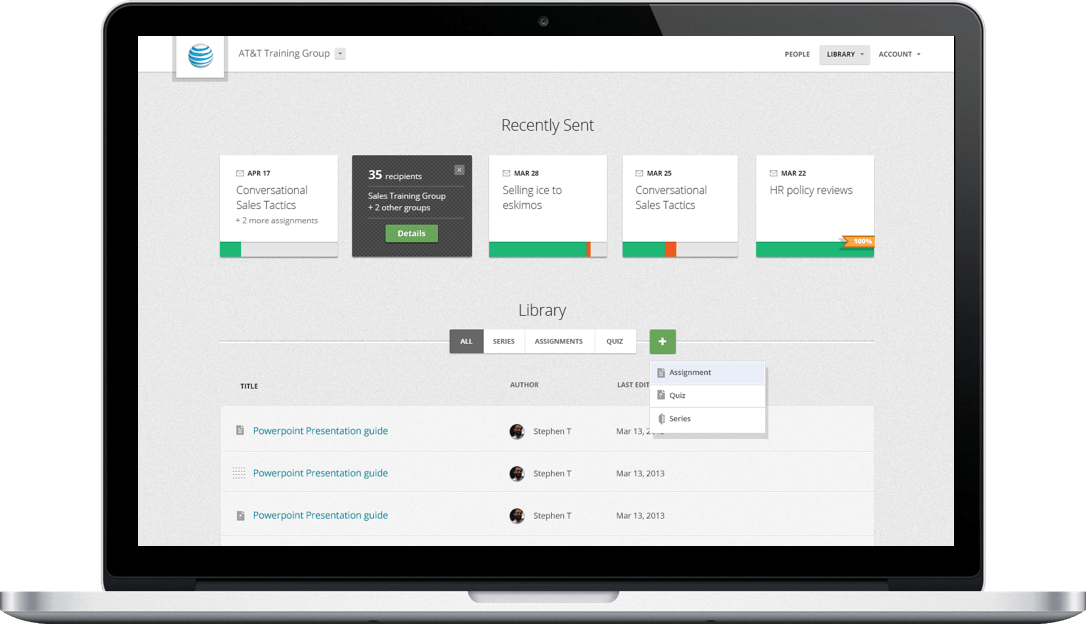 AT&T Training Group
PEOPLE
LIBRARY
ACCOUNT
Recently Sent
APR 17
Conversational
Sales Tactics
+ 2 more assignments
35 recipients
Sales Training Group
+ 2 other groups
Details
MAR 28
Selling ice to
eskimos
MAR 25
Conversational
Sales Tactics
MAR 22
HR policy reviews
100%
Library
ALL
SERIES
ASSIGNMENTS
QUIZ
+
Assignment
Quiz
Series
TITLE
AUTHOR
LAST EDIT
Powerpoint Presentation guide
Stephen T
Mar 13, 2013
Powerpoint Presentation guide
Stephen T
Mar 13, 2013
Powerpoint Presentation guide
Stephen T
Mar 13, 2013